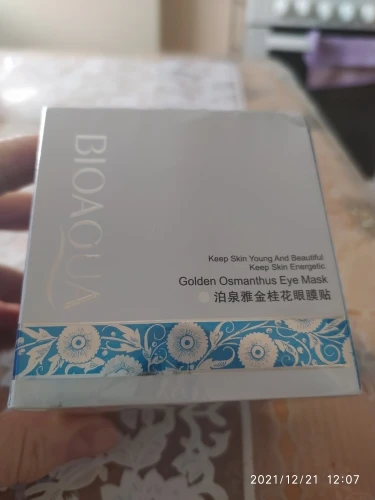 BIOAQUA
Keep Skin Young And Beautiful
Keep Skin Energetic
Golden Osmanthus Eye Mask
泊泉雅金桂花眼膜贴
2021/12/21 12:07